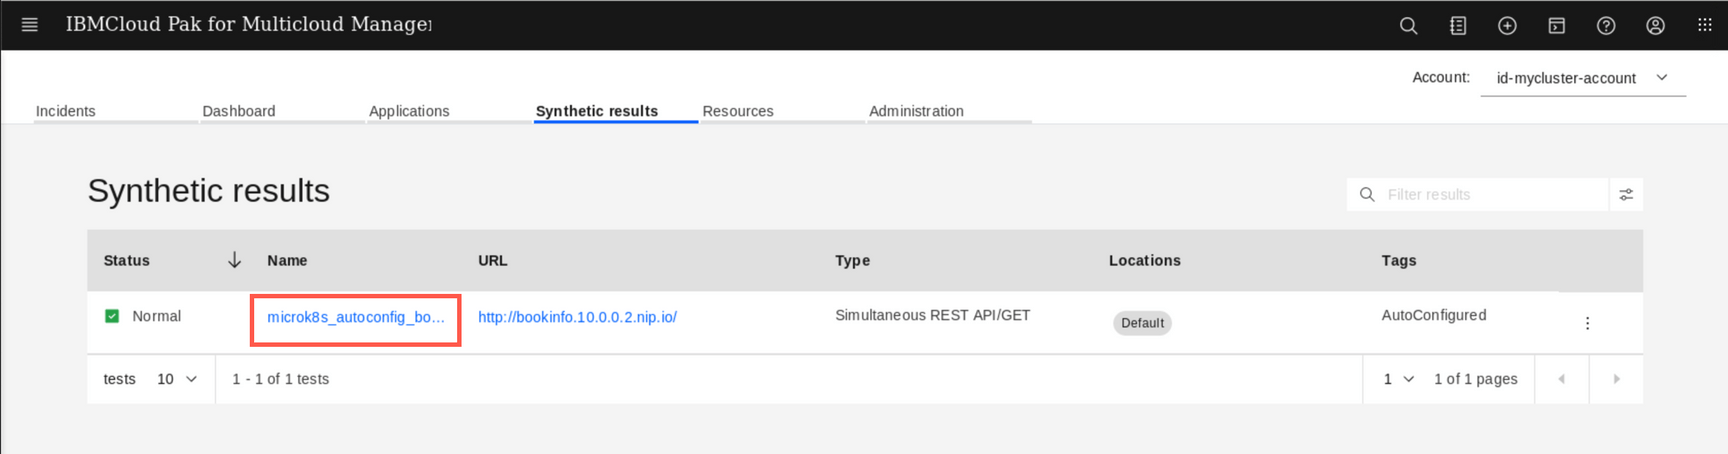 IBMCloud Pak for Multicloud Manage
Account: id-mycluster-account
Incidents Dashboard Applications Synthetic results Resources Administration
Synthetic results
Filter results
Status Name URL Type Locations Tags
Normal microk8s_autoconfig_bo... http://bookinfo.10.0.0.2.nip.io/ Simultaneous REST API/GET Default AutoConfigured
tests 10 1 - 1 of 1 tests 1 1 of 1 pages